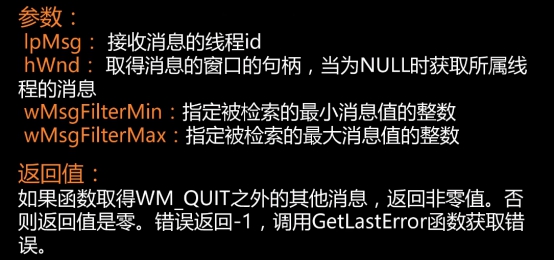 参数：
lpMsg： 接收消息的线程id
hWnd： 取得消息的窗口的句柄，当为NULL时获取所属线
程的消息
wMsgFilterMin：指定被检索的最小消息值的整数
wMsgFilterMax：指定被检索的最大消息值的整数
返回值：
如果函数取得WM_QUIT之外的其他消息，返回非零值。否
则返回值是零。错误返回-1，调用GetLastError函数获取错
误。